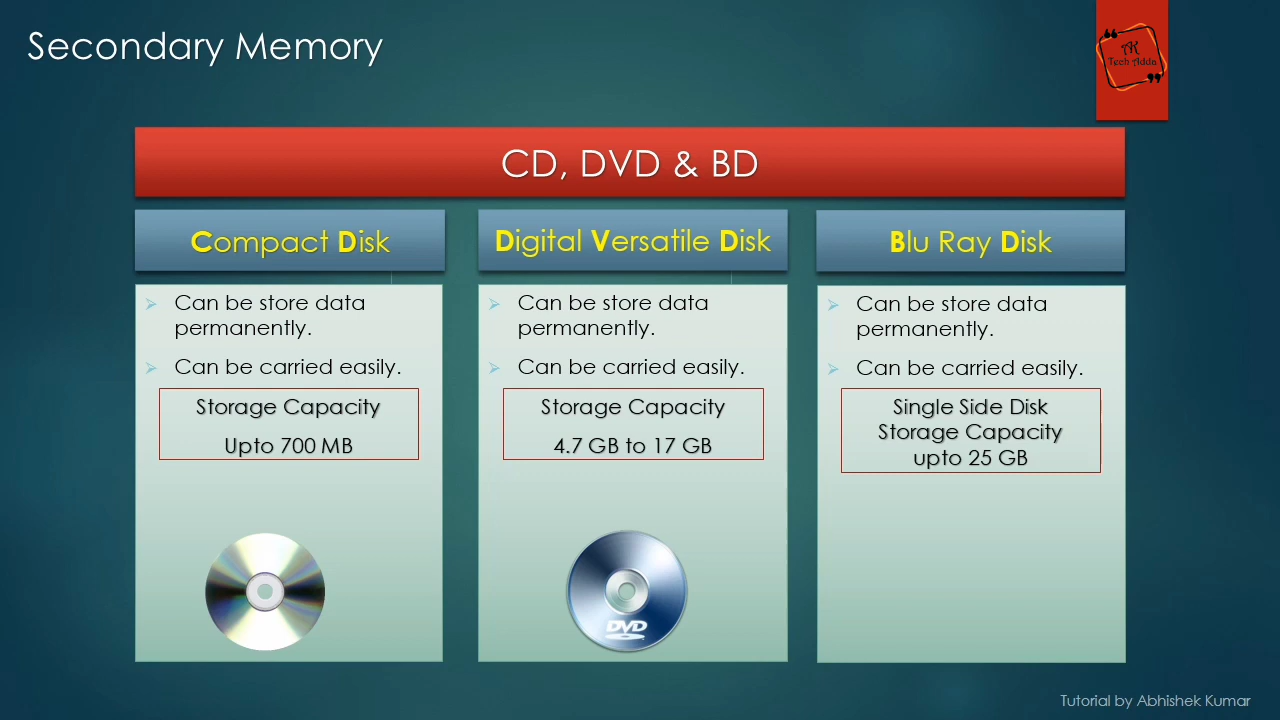 Secondary Memory
AK
Tech Adda
CD, DVD & BD
Compact Disk
Digital Versatile Disk
Blu Ray Disk
Can be store data
permanently.
Can be carried easily.
Storage Capacity
Upto 700 MB
Can be store data
permanently.
Can be carried easily.
Storage Capacity
4.7 GB to 17 GB
DVD
Can be store data
permanently.
Can be carried easily.
Single Side Disk
Storage Capacity
upto 25 GB
Tutorial by Abhishek Kumar